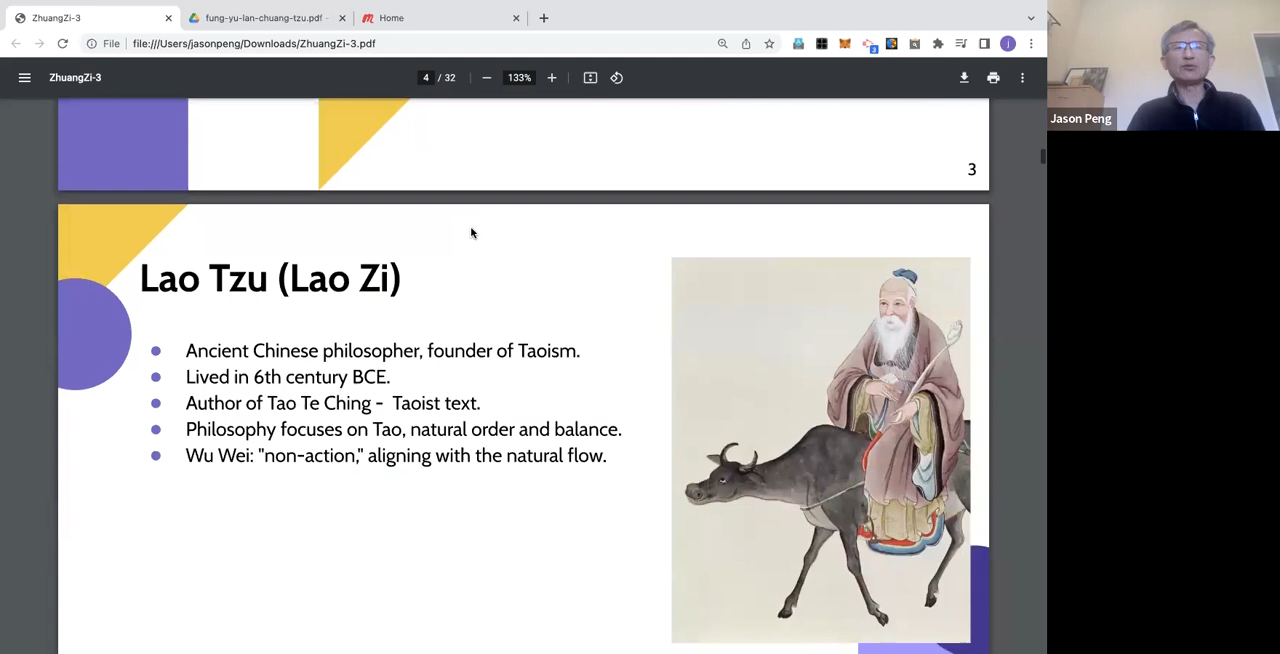 ZhuangZi-3
fung-yu-lan-chuang-tzu.pdf -
Home
File
file:///Users/jasonpeng/Downloads/ZhuangZi-3.pdf
3
j
ZhuangZi-3
4 / 32
133%
Jason Peng
3
Lao Tzu (Lao Zi)
Ancient Chinese philosopher, founder of Taoism.
Lived in 6th century BCE.
Author of Tao Te Ching - Taoist text.
Philosophy focuses on Tao, natural order and balance.
Wu Wei: "non-action," aligning with the natural flow.